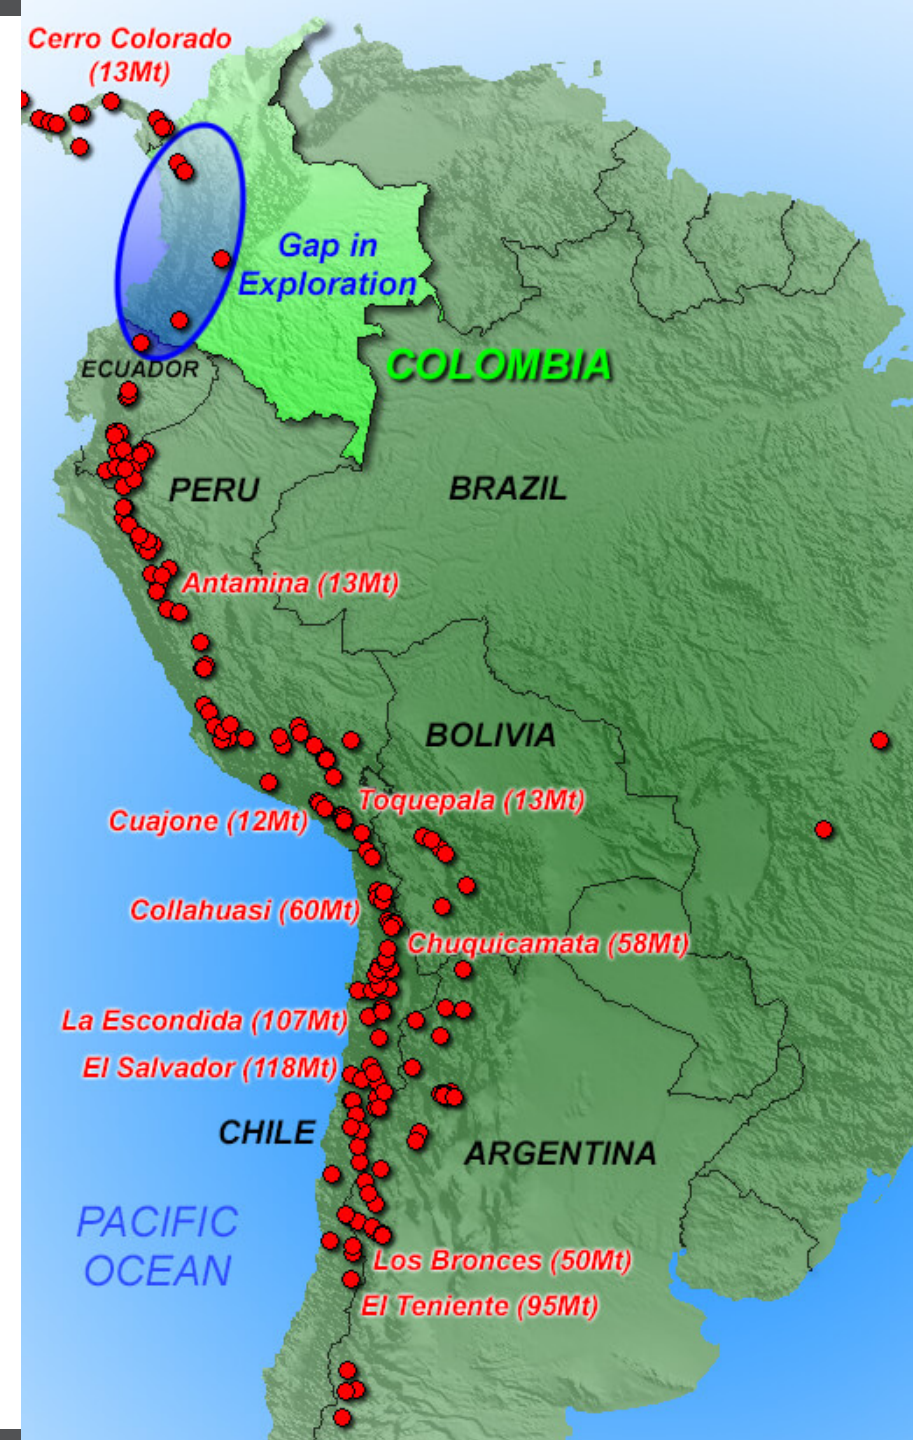 Cerro Colorado
(13Mt)
Gap in
Exploration
COLOMBIA
ECUADOR
PERU
BRAZIL
Antamina (13Mt)
BOLIVIA
Toquepala (13Mt)
Cuajone (12Mt)
Collahuasi (60Mt)
Chuquicamata (58Mt)
La Escondida (107Mt)
El Salvador (118Mt)
CHILE
ARGENTINA
PACIFIC
OCEAN
Los Bronces (50Mt)
El Teniente (95Mt)